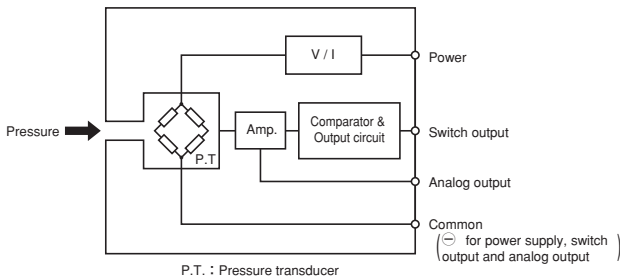 V / I
Power
Pressure
P.T
Amp.
Comparator &
Output circuit
Switch output
Analog output
Common
( ⊖ for power supply, switch
output and analog output )
P.T. : Pressure transducer